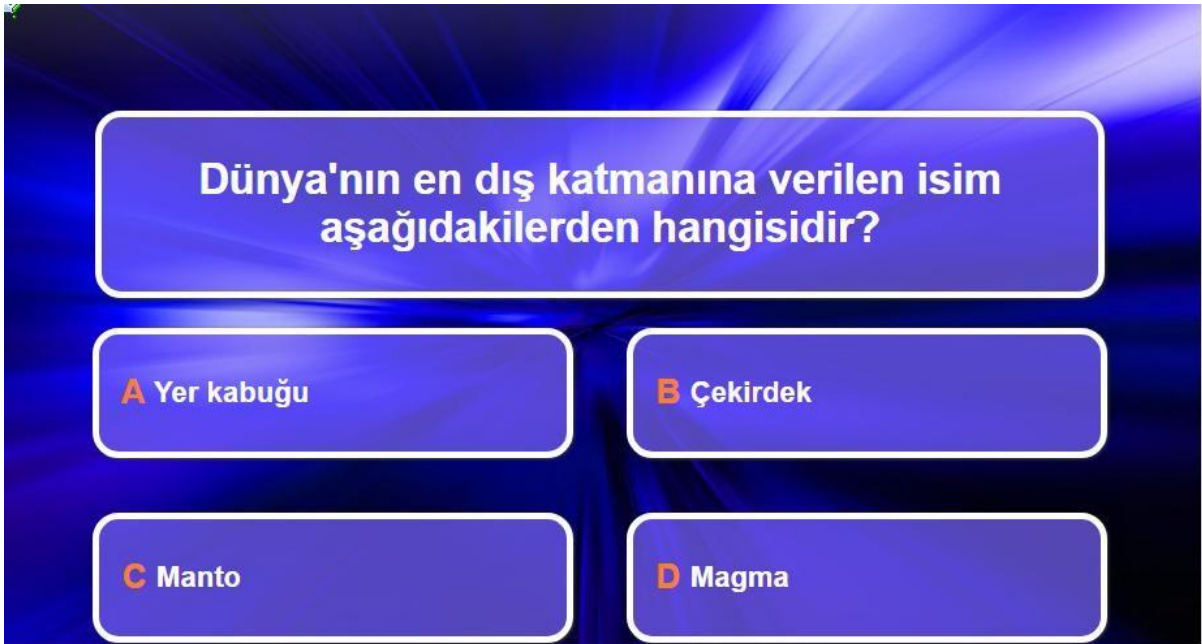 Dünya'nın en dış katmanına verilen isim
aşağıdakilerden hangisidir?
A Yer kabuğu
B Çekirdek
C Manto
D Magma